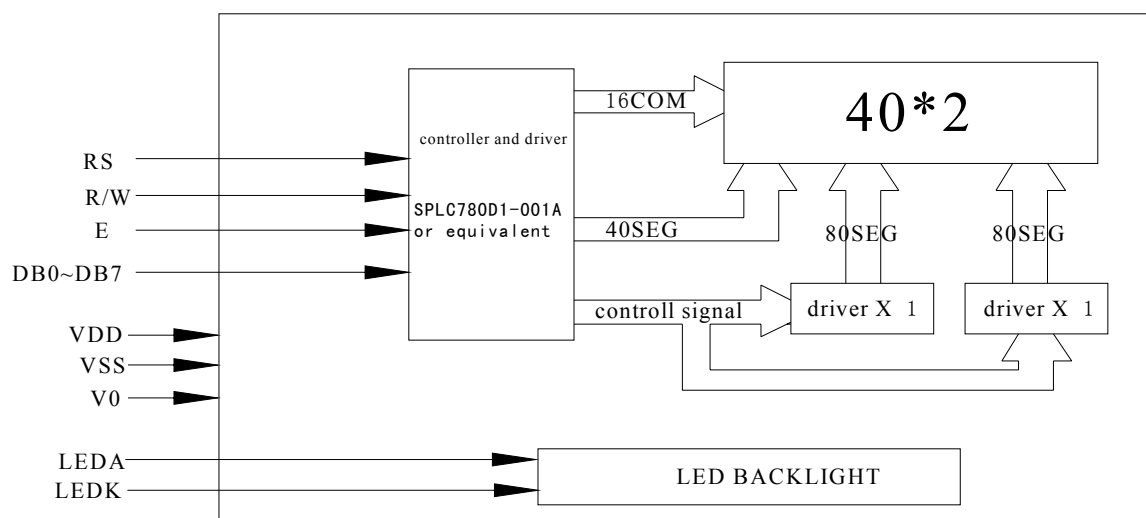 16COM
40*2
controller and driver
RS
R/W
SPLC780D1-001A
or equivalent
E
40SEG
80SEG
80SEG
DB0~DB7
controll signal
driver X 1
driver X 1
VDD
VSS
V0
LEDA
LEDK
LED BACKLIGHT